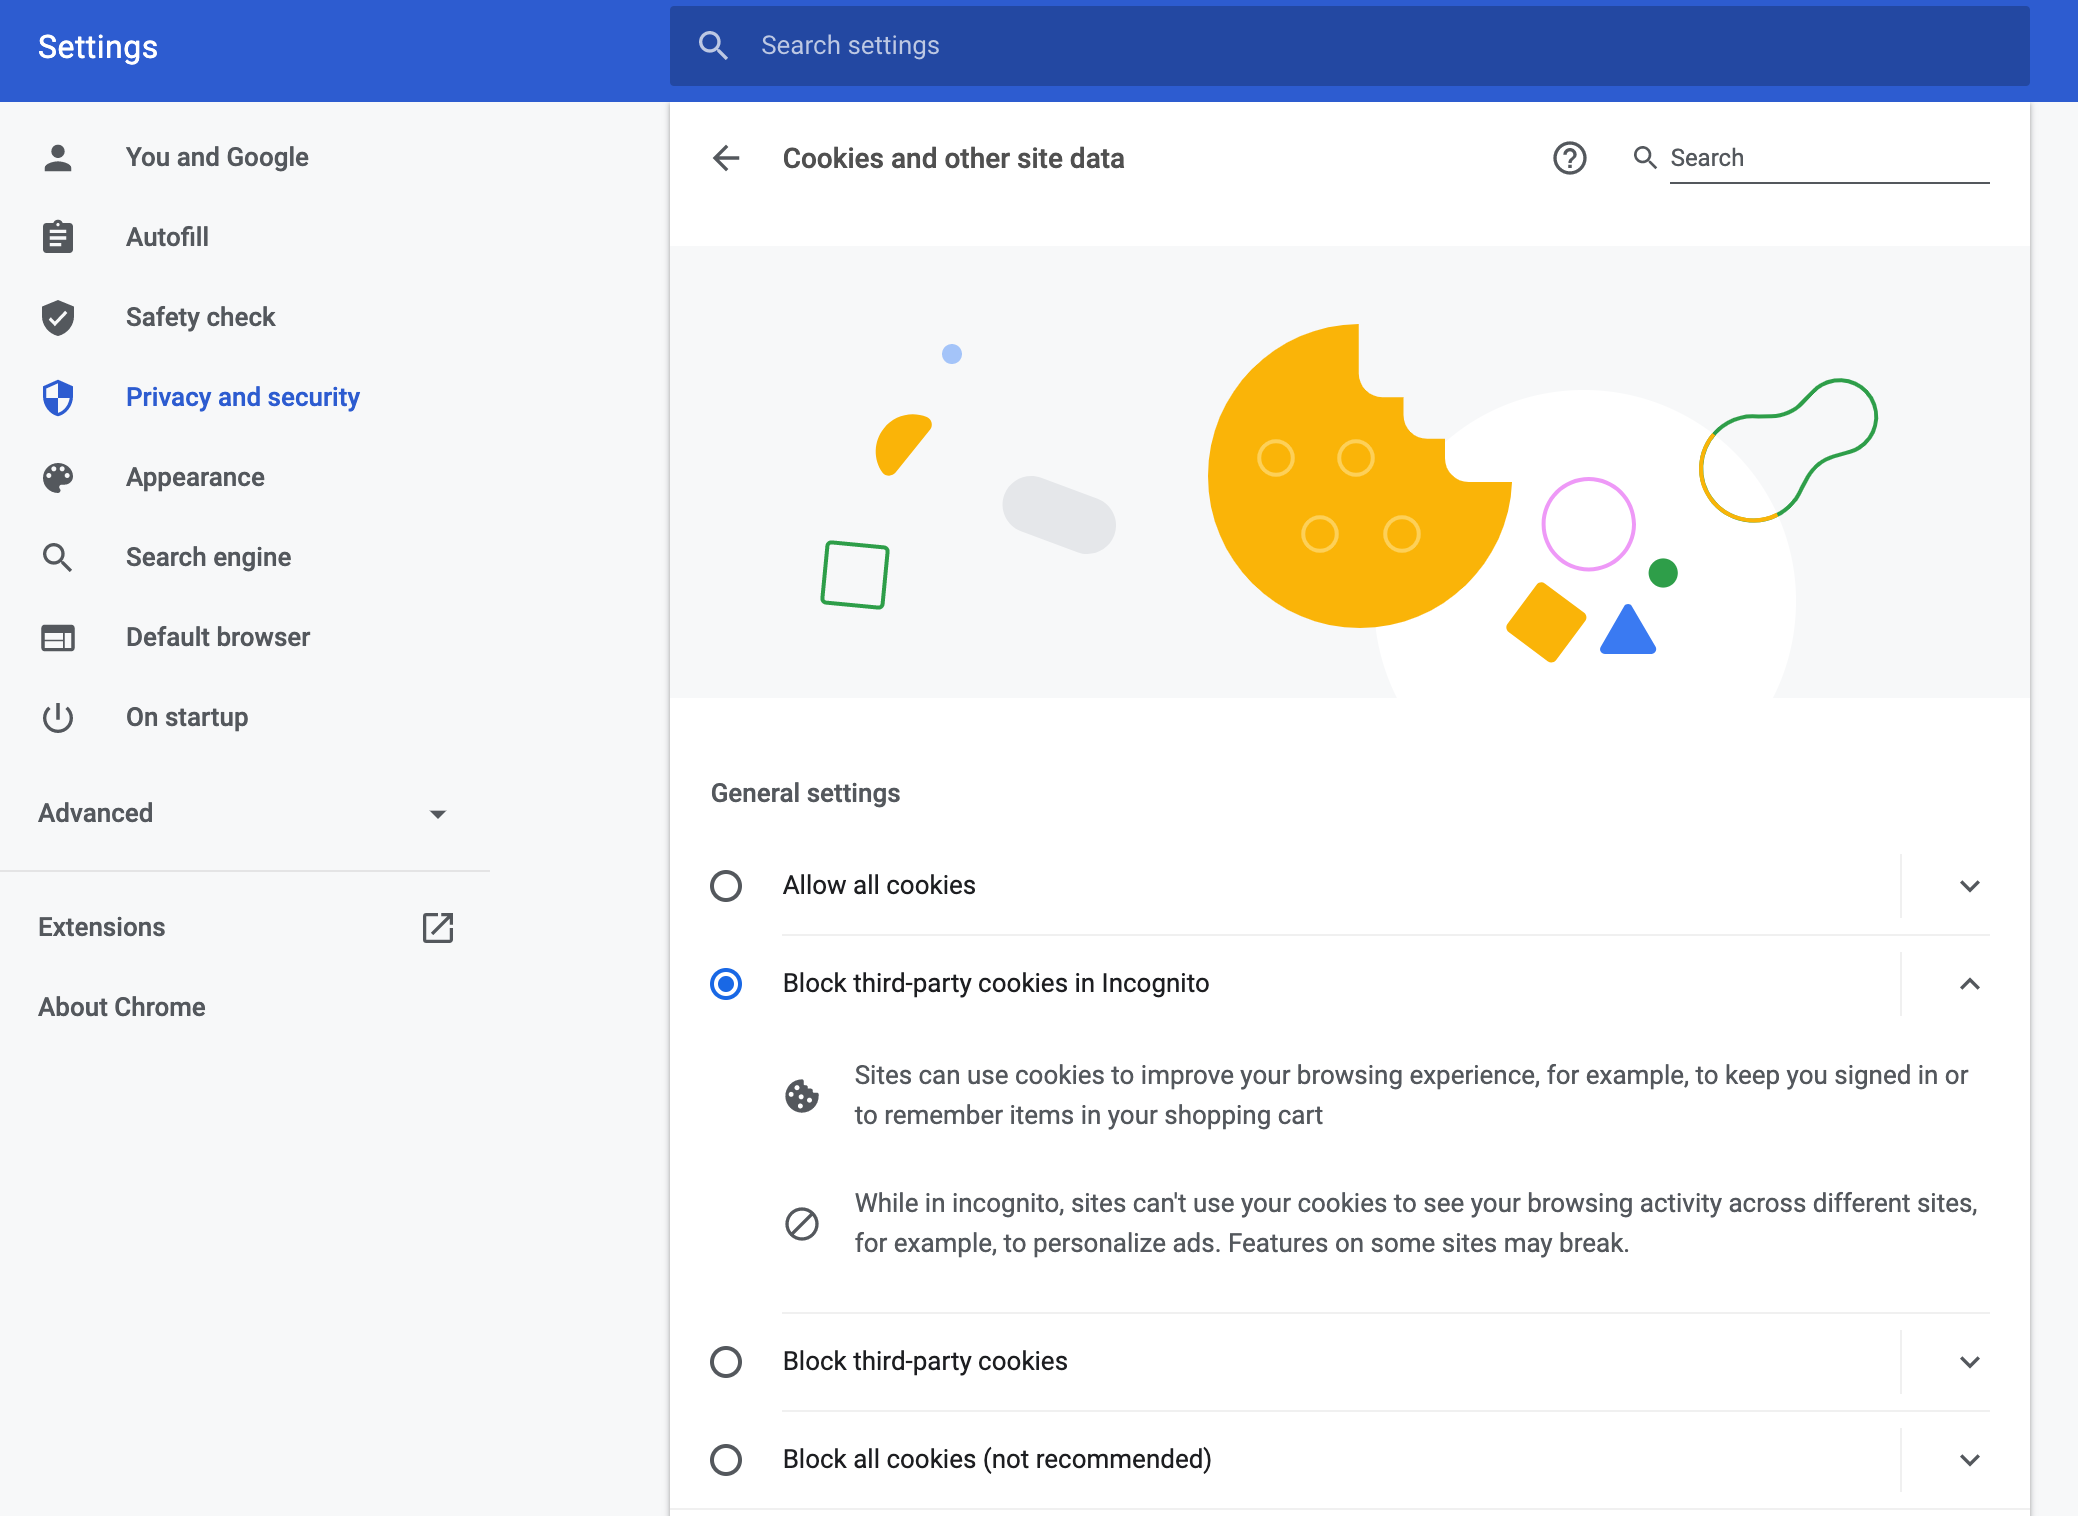 Settings
Search settings
You and Google
Autofill
Safety check
Privacy and security
Appearance
Search engine
Default browser
On startup
Advanced
Extensions
About Chrome
Cookies and other site data
Search
General settings
Allow all cookies
Block third-party cookies in Incognito
Sites can use cookies to improve your browsing experience, for example, to keep you signed in or
to remember items in your shopping cart
While in incognito, sites can't use your cookies to see your browsing activity across different sites,
for example, to personalize ads. Features on some sites may break.
Block third-party cookies
Block all cookies (not recommended)